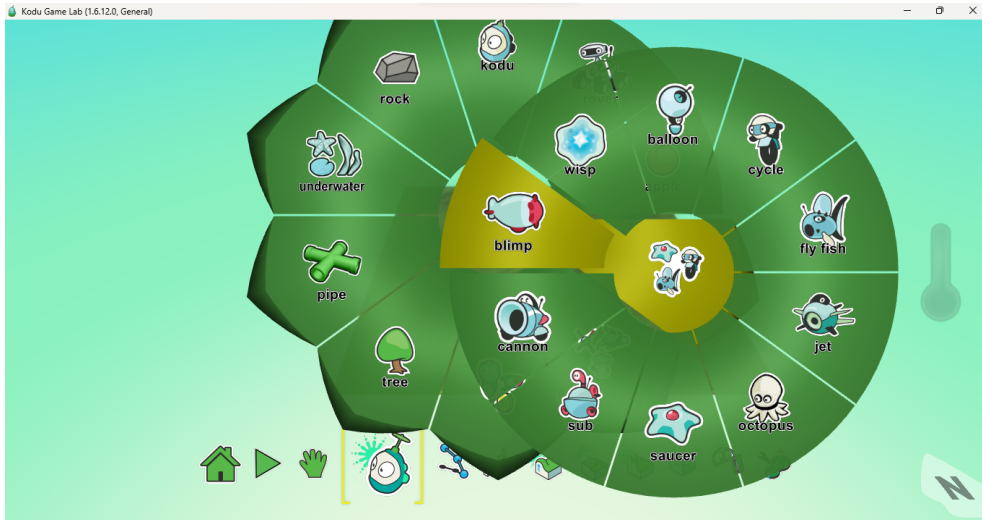 Kodu Game Lab (1.6.12.0, General)
kodu
rock
balloon
wisp
cycle
underwater
blimp
fly fish
pipe
cannon
jet
tree
sub
octopus
saucer
N